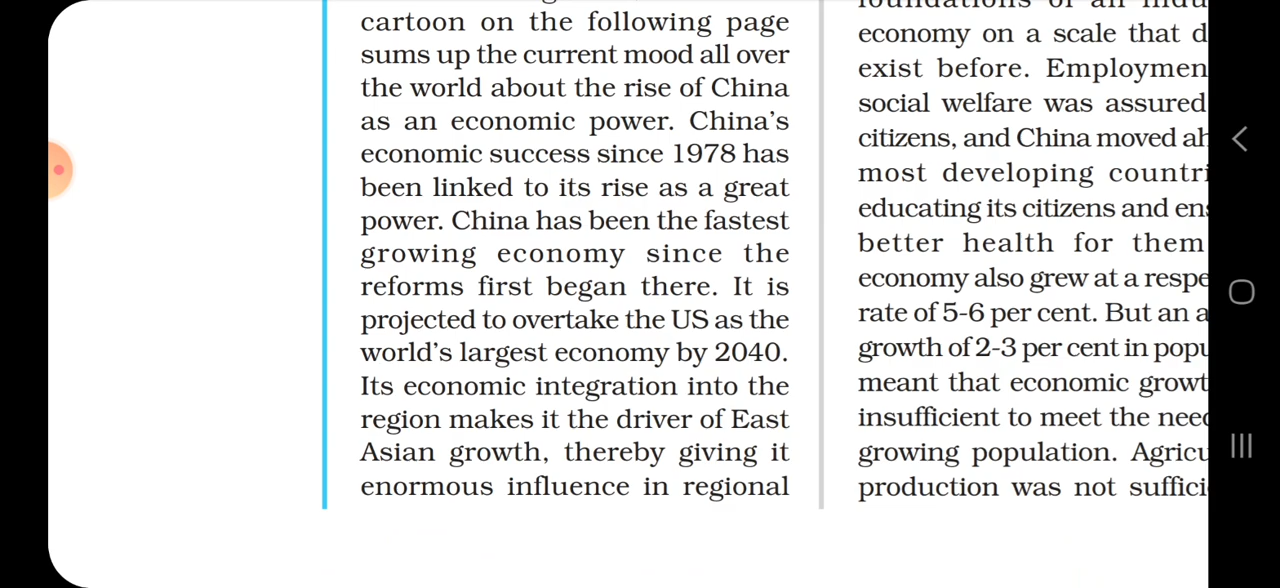 cartoon on the following page
sums up the current mood all over
the world about the rise of China
as an economic power. China's
economic success since 1978 has
been linked to its rise as a great
power. China has been the fastest
growing economy since the
reforms first began there. It is
projected to overtake the US as the
world's largest economy by 2040.
Its economic integration into the
region makes it the driver of East
Asian growth, thereby giving it
enormous influence in regional
foundations of an
economy on a scale that
exist before.
social welfare was assured
citizens, and China moved
most developing
educating its citizens and
better health for them
economy also grew at a
rate of 5-6 per cent. But an
growth of 2-3 per cent in
meant that economic
insufficient to meet the
growing population.
production was not